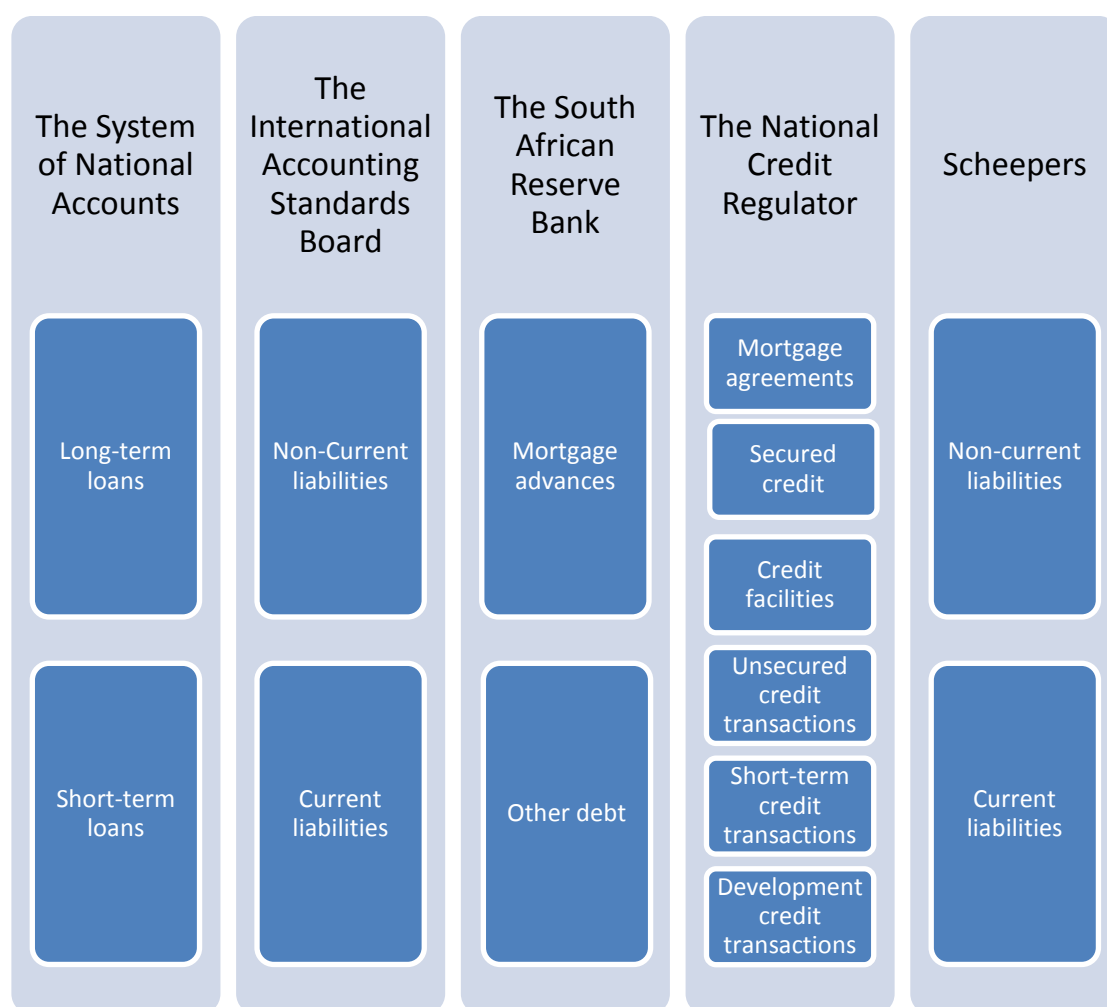 The System
of National
Accounts
Long-term
loans
Short-term
loans
The
International
Accounting
Standards
Board
Non-Current
liabilities
Current
liabilities
The South
African
Reserve
Bank
Mortgage
advances
Other debt
The National
Credit
Regulator
Mortgage
agreements
Secured
credit
Credit
facilities
Unsecured
credit
transactions
Short-term
credit
transactions
Development
credit
transactions
Scheepers
Non-current
liabilities
Current
liabilities